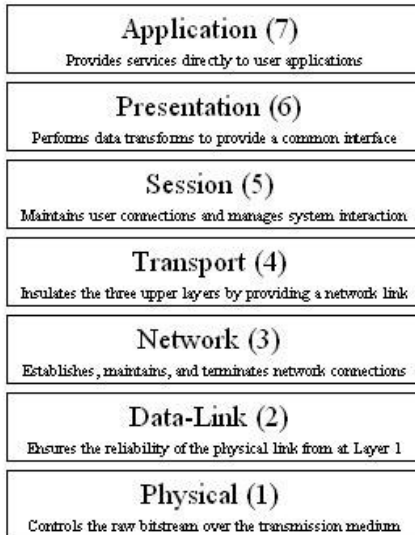 Application (7)
Provides services directly to user applications
Presentation (6)
Performs data transforms to provide a common interface
Session (5)
Maintains user connections and manages system interaction
Transport (4)
Insulates the three upper layers by providing a network link
Network (3)
Establishes, maintains, and terminates network connections
Data-Link (2)
Ensures the reliability of the physical link from at Layer 1
Physical (1)
Controls the raw bitstream over the transmission medium